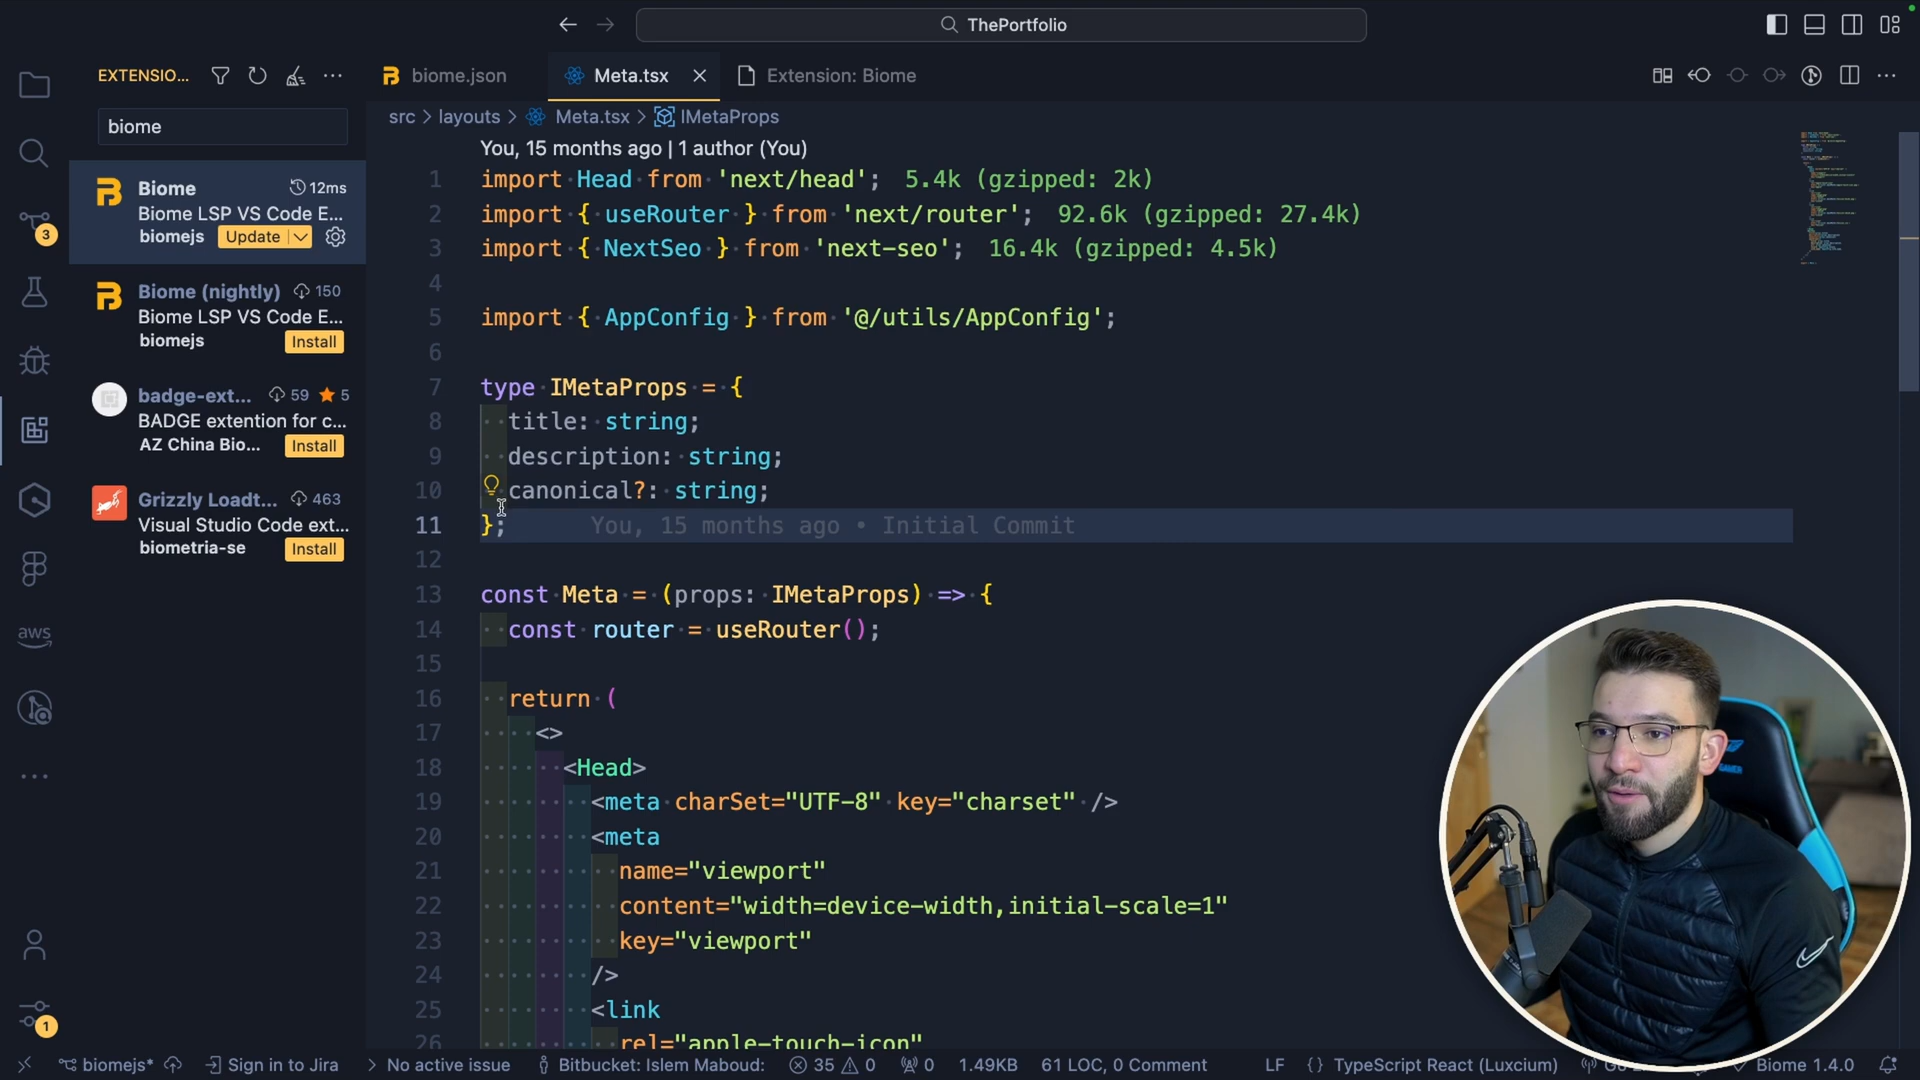 ThePortfolio
EXTENSIO...
biome
Biome 12ms
Biome LSP VS Code E...
biomejs Update
Biome (nightly) 150
Biome LSP VS Code E...
biomejs Install
badge-ext... 59 5
BADGE extention for c...
AZ China Bio... Install
Grizzly Loadt... 463
Visual Studio Code ext...
biometria-se Install
3
aws
1
biome.json Meta.tsx Extension: Biome
src > layouts > Meta.tsx > IMetaProps
You, 15 months ago | 1 author (You)
1 import Head from 'next/head'; 5.4k (gzipped: 2k)
2 import { useRouter } from 'next/router'; 92.6k (gzipped: 27.4k)
3 import { NextSeo } from 'next-seo'; 16.4k (gzipped: 4.5k)
4
5 import { AppConfig } from '@/utils/AppConfig';
6
7 type IMetaProps = {
8 title: string;
9 description: string;
10 canonical?: string;
11 }; You, 15 months ago • Initial Commit
12
13 const Meta = (props: IMetaProps) => {
14 const router = useRouter();
15
16 return (
17 <>
18 <Head>
19 <meta charSet="UTF-8" key="charset" />
20 <meta
21 name="viewport"
22 content="width=device-width,initial-scale=1"
23 key="viewport"
24 />
25 <link
26 rel="apple-touch-icon"
biomejs* Sign in to Jira > No active issue Bitbucket: Islem Maboud: 35 0 0 1.49KB 61 LOC, 0 Comment LF {} TypeScript React (Luxcium) Biome 1.4.0